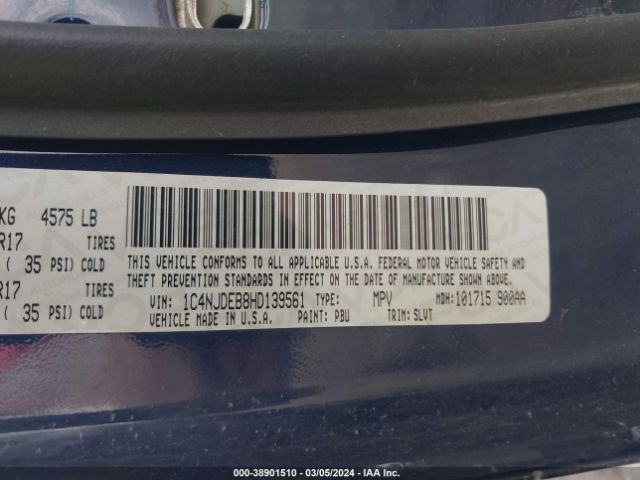 KG 4575 LB
R17 TIRES
( 35 PSI) COLD
R17 TIRES
( 35 PSI) COLD
THIS VEHICLE CONFORMS TO ALL APPLICABLE U.S.A. FEDERAL MOTOR VEHICLE SAFETY AND
THEFT PREVENTION STANDARDS IN EFFECT ON THE DATE OF MANUFACTURE SHOWN ABOVE.
VIN: 1C4NJDEB8HD139561 TYPE: MPV MDH: 101715 900AA
VEHICLE MADE IN U.S.A. PAINT: PBU TRIM: SLVT
000-38901510 - 03/05/2024 - IAA Inc.